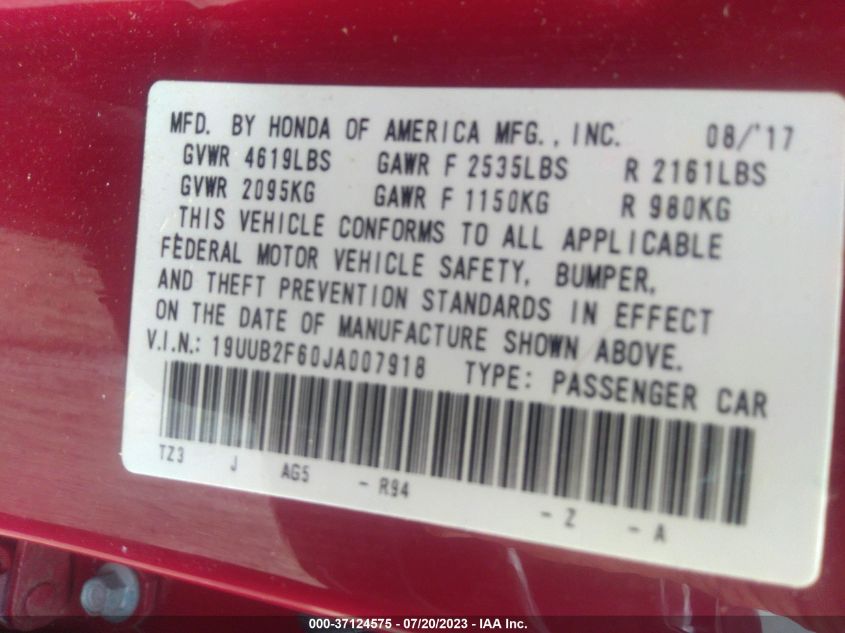 MFD. BY HONDA OF AMERICA MFG., INC. 08/'17
GVWR 4619LBS GAWR F 2535LBS R 2161LBS
GVWR 2095KG GAWR F 1150KG R 980KG
THIS VEHICLE CONFORMS TO ALL APPLICABLE
FEDERAL MOTOR VEHICLE SAFETY, BUMPER,
AND THEFT PREVENTION STANDARDS IN EFFECT
ON THE DATE OF MANUFACTURE SHOWN ABOVE.
V.I.N.: 19UUB2F60JA007918 TYPE: PASSENGER CAR
TZ3 J AG5 - R94 - Z - A
000-37124575 - 07/20/2023 - IAA Inc.